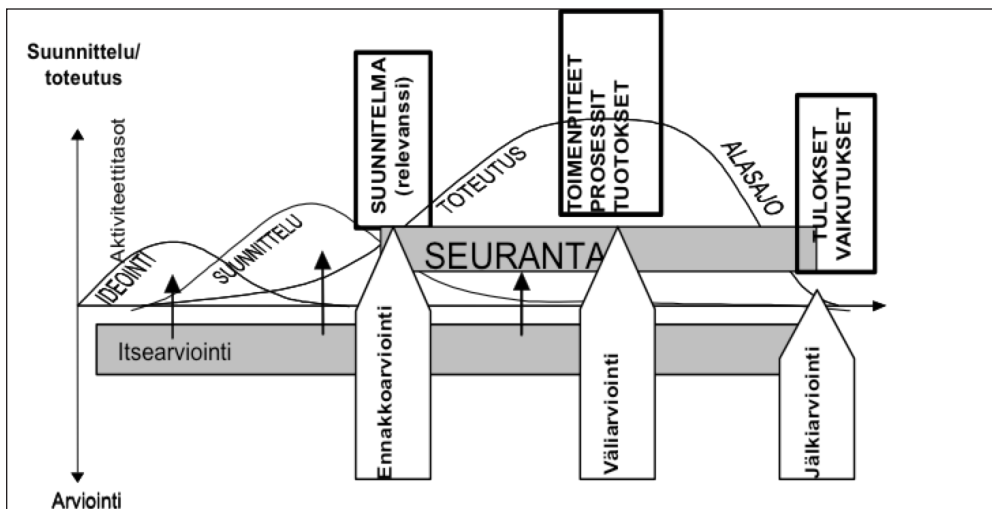 Suunnittelu/
toteutus
Aktiviteettitasot
IDEOINTI
SUUNNITTELU
SUUNNITELMA
(relevanssi)
TOTEUTUS
TOIMENPITEET
PROSESSIT
TUOTOKSET
ALASAJO
TULOKSET
VAIKUTUKSET
SEURANTA
Itsearviointi
Ennakkoarviointi
Väliarviointi
Jälkiarviointi
Arviointi